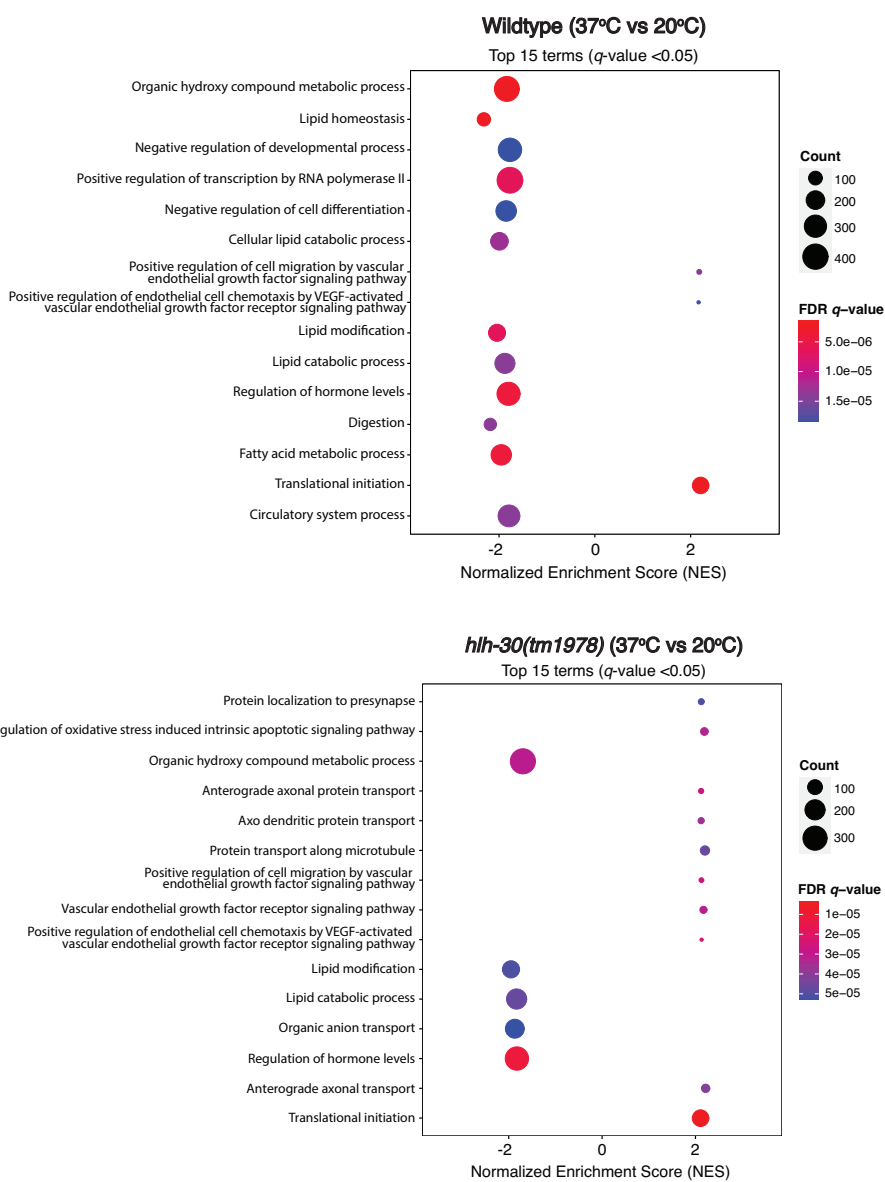 Wildtype (37ºC vs 20ºC)
Top 15 terms (q-value <0.05)
Organic hydroxy compound metabolic process
Lipid homeostasis
Negative regulation of developmental process
Positive regulation of transcription by RNA polymerase II
Negative regulation of cell differentiation
Cellular lipid catabolic process
Positive regulation of cell migration by vascular
endothelial growth factor signaling pathway
Positive regulation of endothelial cell chemotaxis by VEGF-activated
vascular endothelial growth factor receptor signaling pathway
Lipid modification
Lipid catabolic process
Regulation of hormone levels
Digestion
Fatty acid metabolic process
Translational initiation
Circulatory system process
-2 0 2
Normalized Enrichment Score (NES)
Count
100
200
300
400
FDR q−value
5.0e−06
1.0e−05
1.5e−05
hlh-30(tm1978) (37ºC vs 20ºC)
Top 15 terms (q-value <0.05)
Protein localization to presynapse
gulation of oxidative stress induced intrinsic apoptotic signaling pathway
Organic hydroxy compound metabolic process
Anterograde axonal protein transport
Axo dendritic protein transport
Protein transport along microtubule
Positive regulation of cell migration by vascular
endothelial growth factor signaling pathway
Vascular endothelial growth factor receptor signaling pathway
Positive regulation of endothelial cell chemotaxis by VEGF-activated
vascular endothelial growth factor receptor signaling pathway
Lipid modification
Lipid catabolic process
Organic anion transport
Regulation of hormone levels
Anterograde axonal transport
Translational initiation
-2 0 2
Normalized Enrichment Score (NES)
Count
100
200
300
FDR q−value
1e−05
2e−05
3e−05
4e−05
5e−05